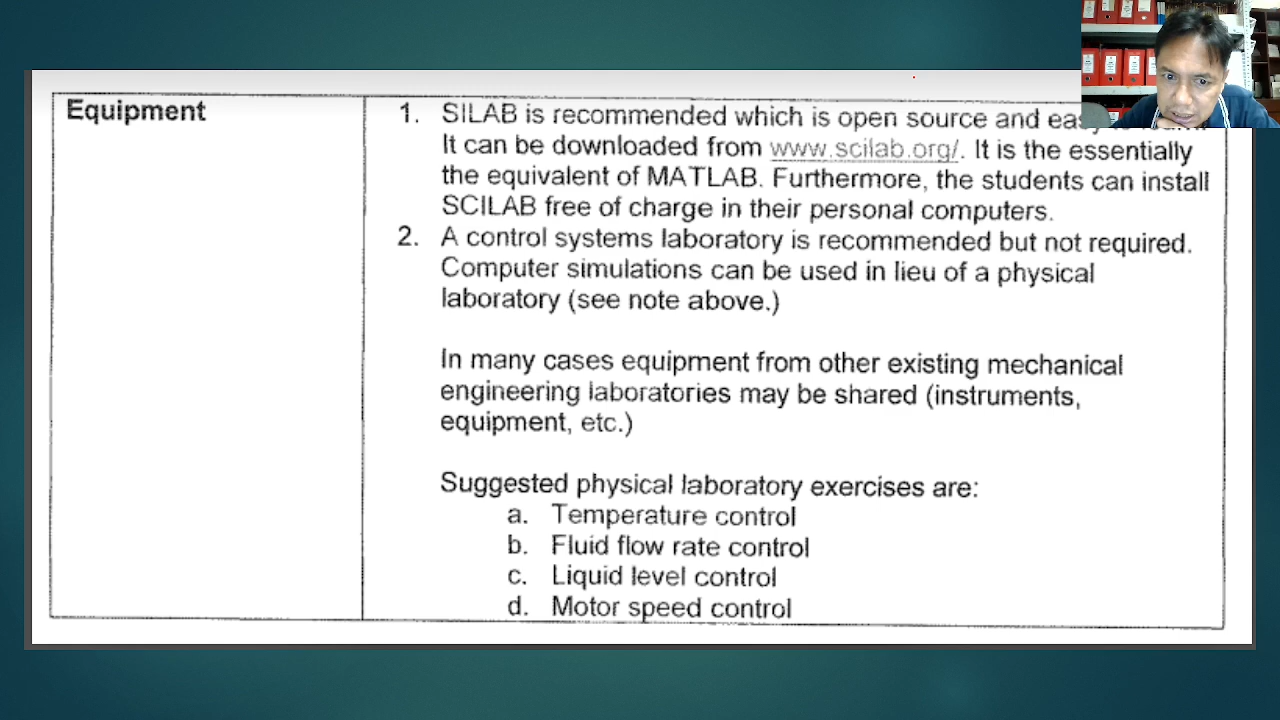 Equipment
1. SILAB is recommended which is open source and
It can be downloaded from www.scilab.org/. It is the essentially
the equivalent of MATLAB. Furthermore, the students can install
SCILAB free of charge in their personal computers.
2. A control systems laboratory is recommended but not required.
Computer simulations can be used in lieu of a physical
laboratory (see note above.)
In many cases equipment from other existing mechanical
engineering laboratories may be shared (instruments,
equipment, etc.)
Suggested physical laboratory exercises are:
a. Temperature control
b. Fluid flow rate control
c. Liquid level control
d. Motor speed control